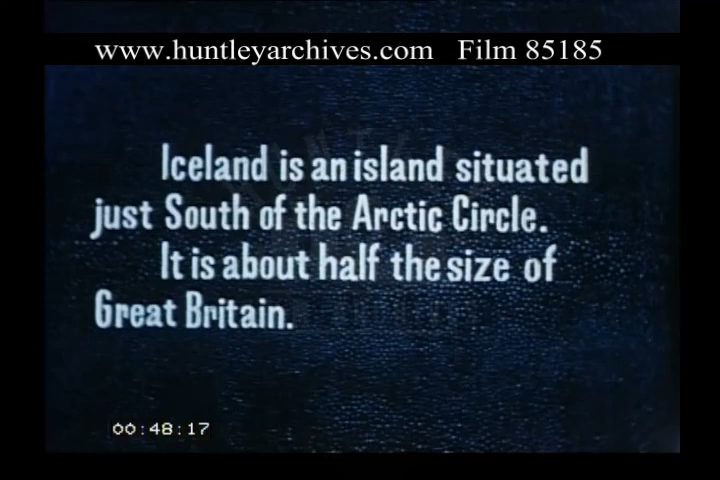 www.huntleyarchives.com Film 85185
Iceland is an island situated
just South of the Arctic Circle.
It is about half the size of
Great Britain.
00:48:17